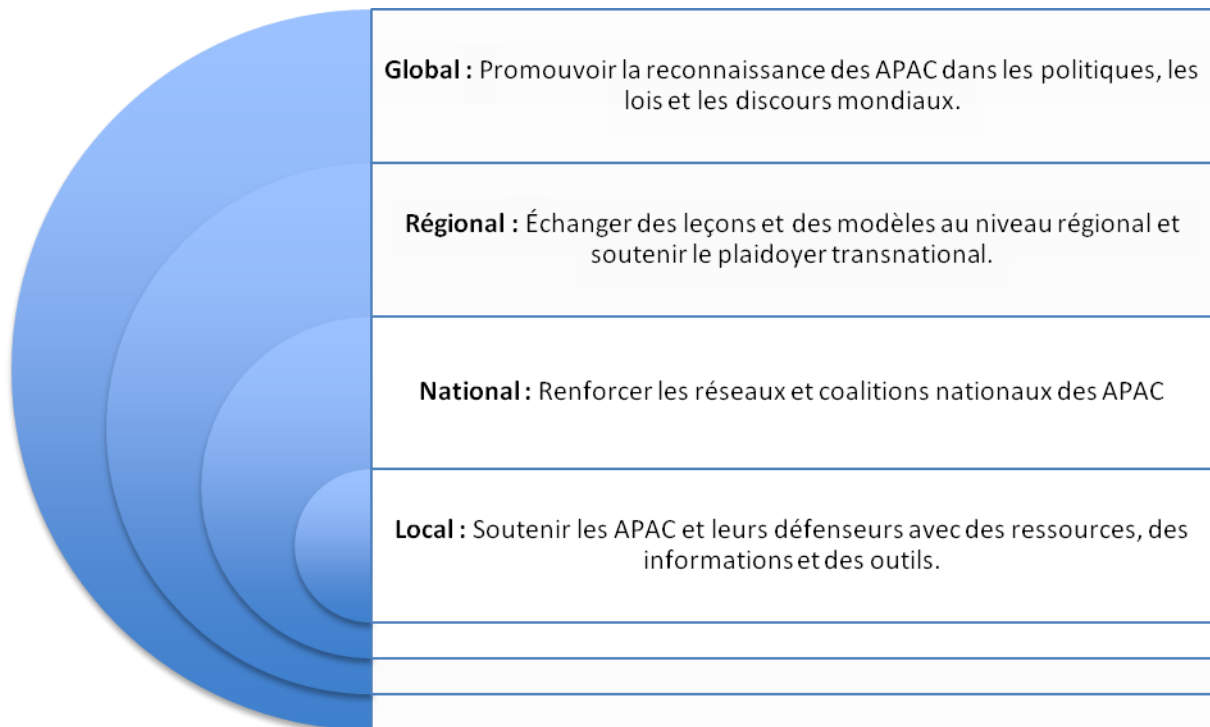 Global : Promouvoir la reconnaissance des APAC dans les politiques, les
lois et les discours mondiaux.
Régional : Échanger des leçons et des modèles au niveau régional et
soutenir le plaidoyer transnational.
National : Renforcer les réseaux et coalitions nationaux des APAC
Local : Soutenir les APAC et leurs défenseurs avec des ressources, des
informations et des outils.